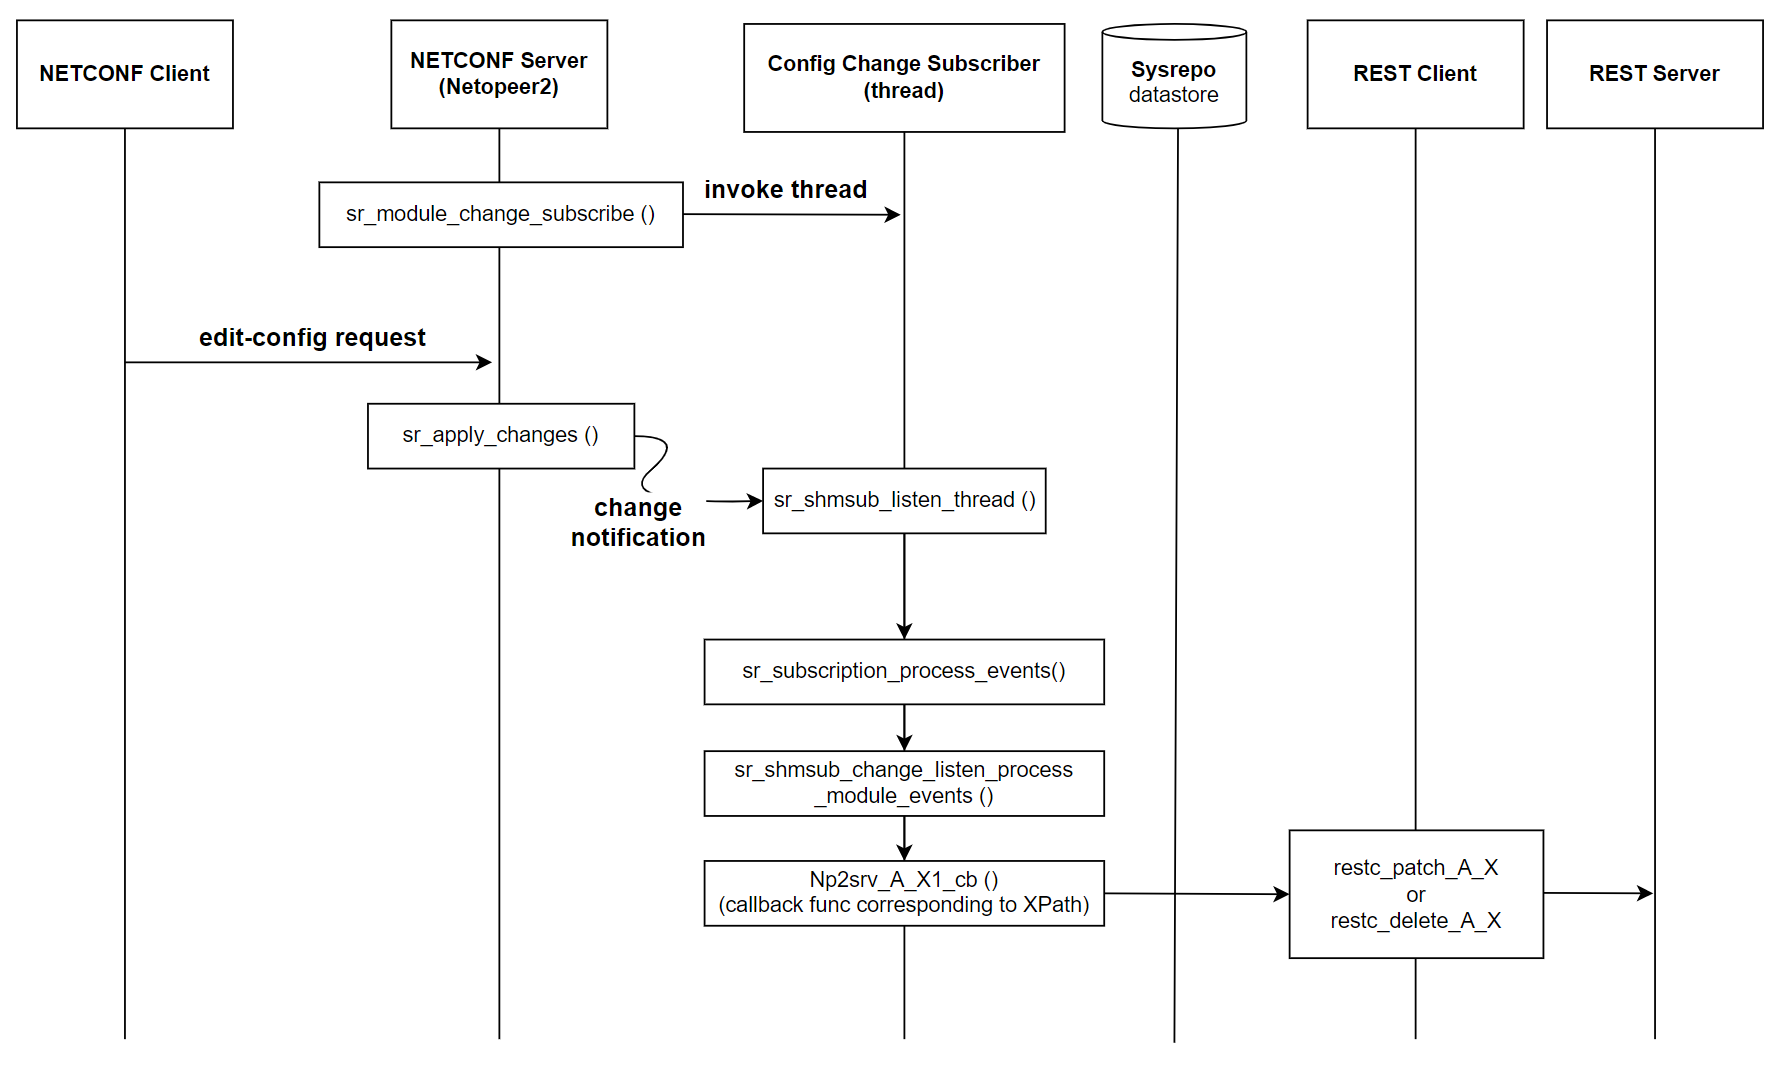 NETCONF Client
NETCONF Server
(Netopeer2)
Config Change Subscriber
(thread)
Sysrepo
datastore
REST Client
REST Server
sr_module_change_subscribe ()
invoke thread
edit-config request
sr_apply_changes ()
change
notification
sr_shmsub_listen_thread ()
sr_subscription_process_events()
sr_shmsub_change_listen_process
_module_events ()
Np2srv_A_X1_cb ()
(callback func corresponding to XPath)
restc_patch_A_X
or
restc_delete_A_X